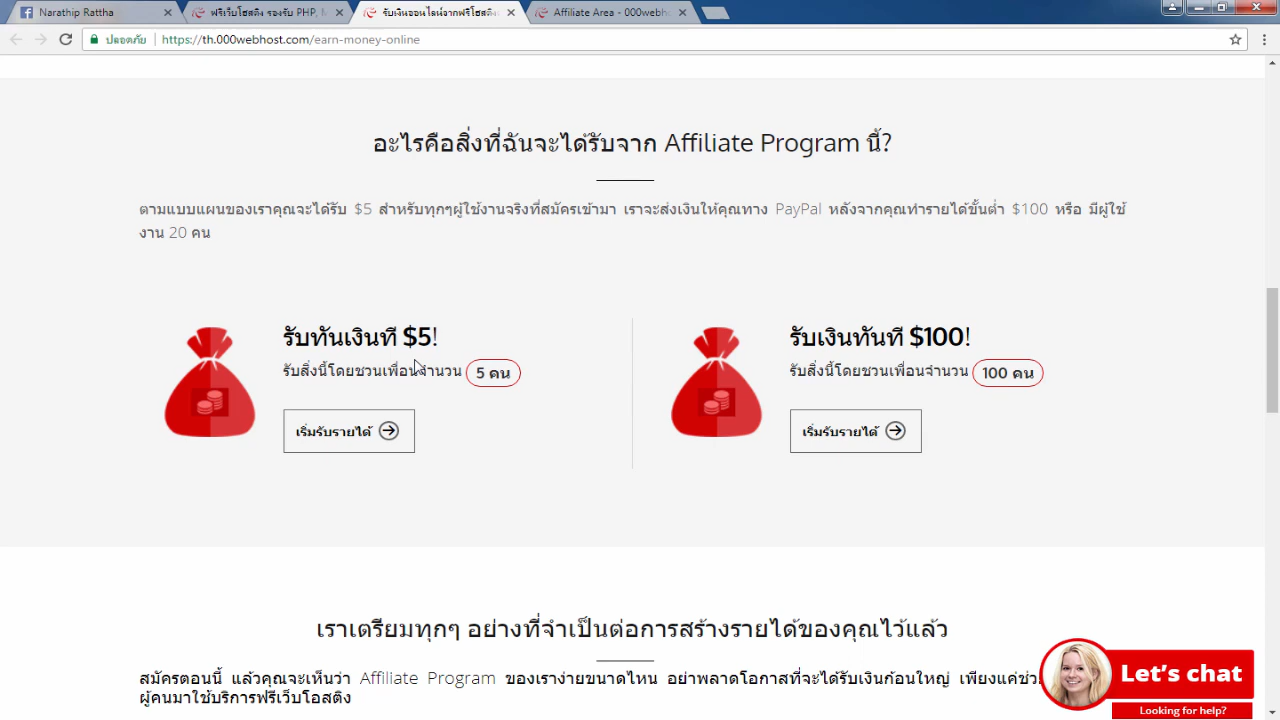 Narathip Rattha
ฟรีเว็บโฮสติ้ง รองรับ PHP, M
รับเงินออนไลน์จากฟรีโฮสติ้ง
Affiliate Area - 000webh
ปลอดภัย
https://th.000webhost.com/earn-money-online
อะไรคือสิ่งที่ฉันจะได้รับจาก Affiliate Program นี้?
ตามแบบแผนของเราคุณจะได้รับ $5 สำหรับทุกๆผู้ใช้งานจริงที่สมัครเข้ามา เราจะส่งเงินให้คุณทาง PayPal หลังจากคุณทำรายได้ขั้นต่ำ $100 หรือ มีผู้ใช้
งาน 20 คน
รับทันเงินที $5!
รับสิ่งนี้โดยชวนเพื่อนจำนวน 5 คน
เริ่มรับรายได้
รับเงินทันที $100!
รับสิ่งนี้โดยชวนเพื่อนจำนวน 100 คน
เริ่มรับรายได้
เราเตรียมทุกๆ อย่างที่จำเป็นต่อการสร้างรายได้ของคุณไว้แล้ว
สมัครตอนนี้ แล้วคุณจะเห็นว่า Affiliate Program ของเราง่ายขนาดไหน อย่าพลาดโอกาสที่จะได้รับเงินก้อนใหญ่ เพียงแค่ช่ว
ผู้คนมาใช้บริการฟรีเว็บโฮสติง
Let's chat
Looking for help?